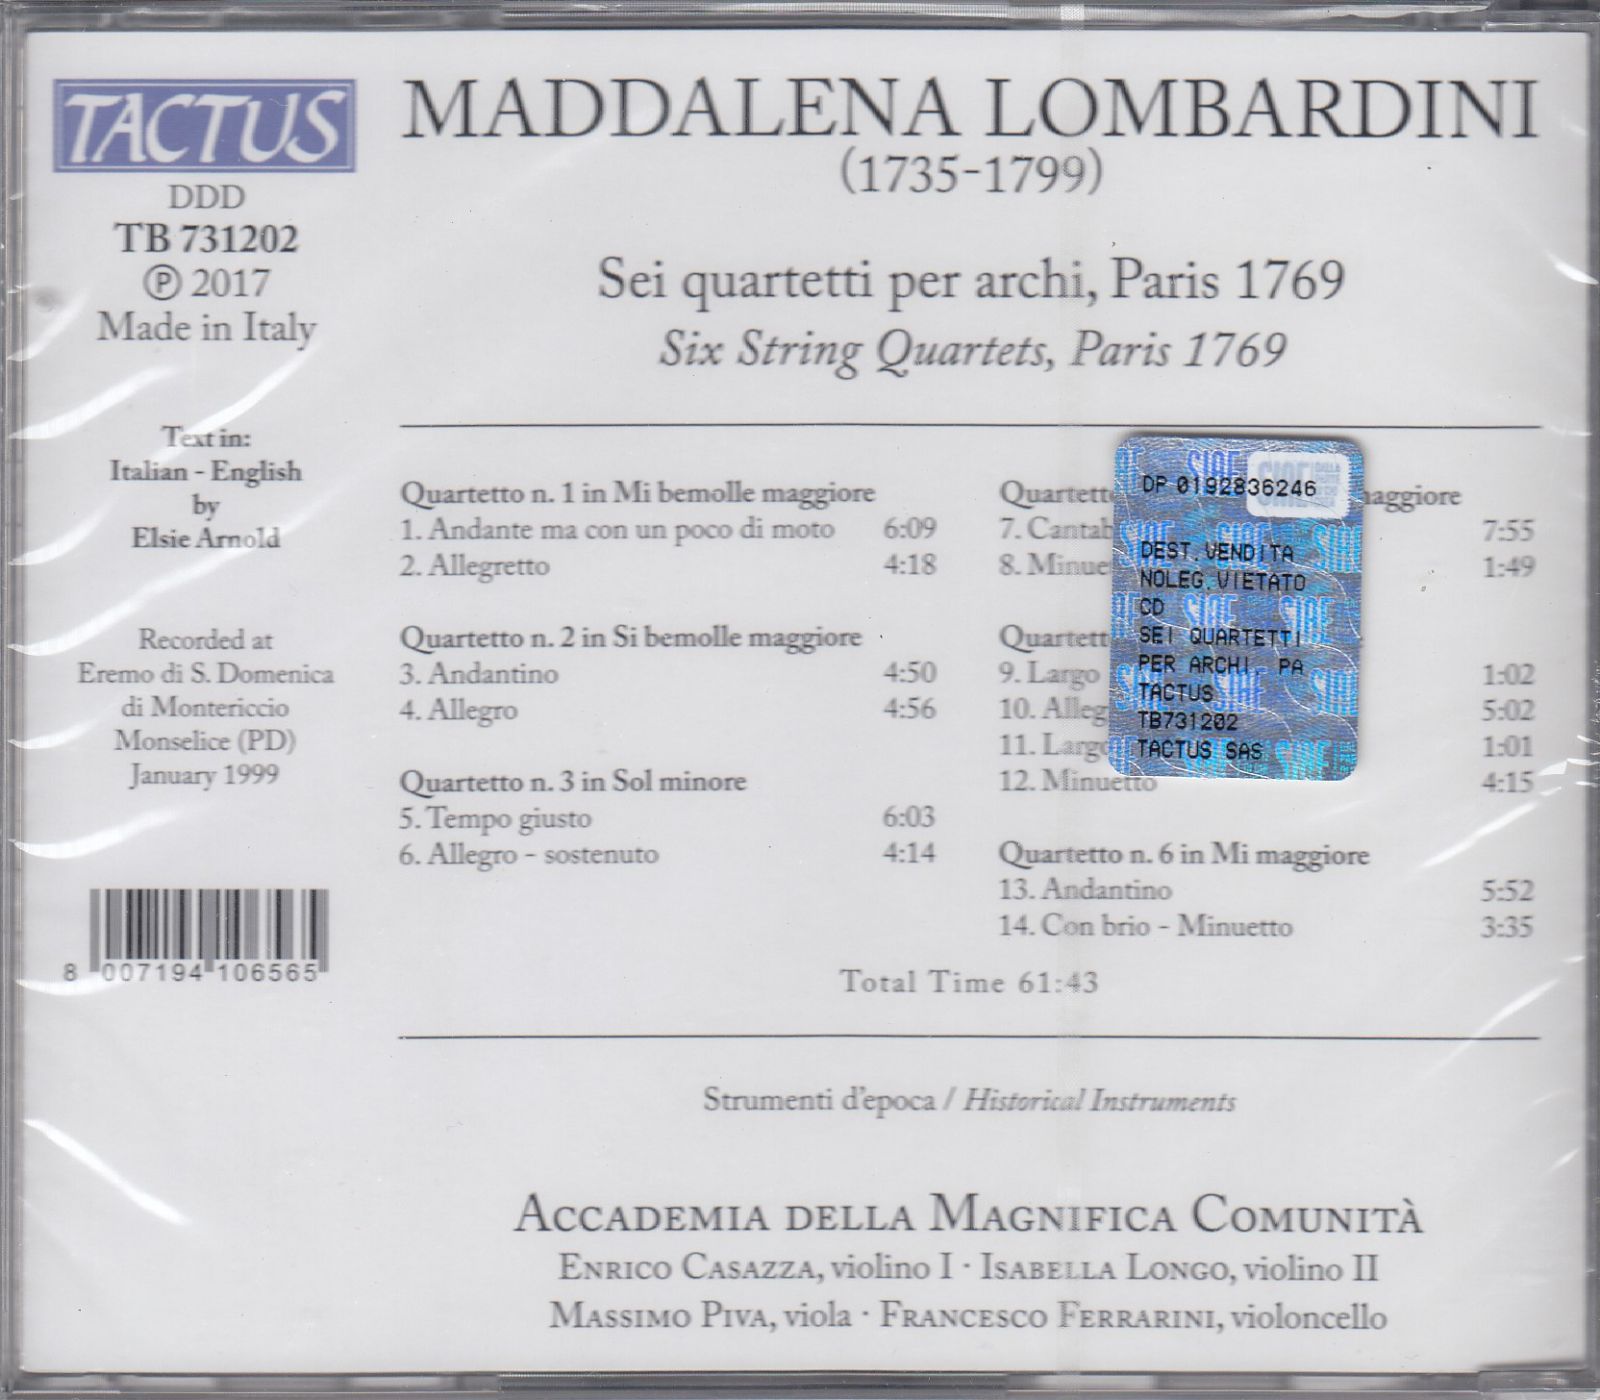 TACTUS
DDD
TB 731202
Ⓟ 2017
Made in Italy
Text in:
Italian - English
by
Elsie Arnold
Recorded at
Eremo di S. Domenica
di Montericcio
Monselice (PD)
January 1999
8 007194 106565
MADDALENA LOMBARDINI
(1735-1799)
Sei quartetti per archi, Paris 1769
Six String Quartets, Paris 1769
Quartetto n. 1 in Mi bemolle maggiore
1. Andante ma con un poco di moto 6:09
2. Allegretto 4:18
Quartetto n. 2 in Si bemolle maggiore
3. Andantino 4:50
4. Allegro 4:56
Quartetto n. 3 in Sol minore
5. Tempo giusto 6:03
6. Allegro - sostenuto 4:14
7. 7:55
8. 1:49
9. Largo 1:02
10. 5:02
11. Largo 1:01
12. Minuetto 4:15
Quartetto n. 6 in Mi maggiore
13. Andantino 5:52
14. Con brio - Minuetto 3:35
SIAE
DP 0192836246
DEST.VENDITA
NOLEG.VIETATO
CD
SEI QUARTETTI
PER ARCHI, PA
TACTUS
TB731202
TACTUS SAS
Total Time 61:43
Strumenti d'epoca / Historical Instruments
ACCADEMIA DELLA MAGNIFICA COMUNITÀ
ENRICO CASAZZA, violino I · ISABELLA LONGO, violino II
MASSIMO PIVA, viola · FRANCESCO FERRARINI, violoncello